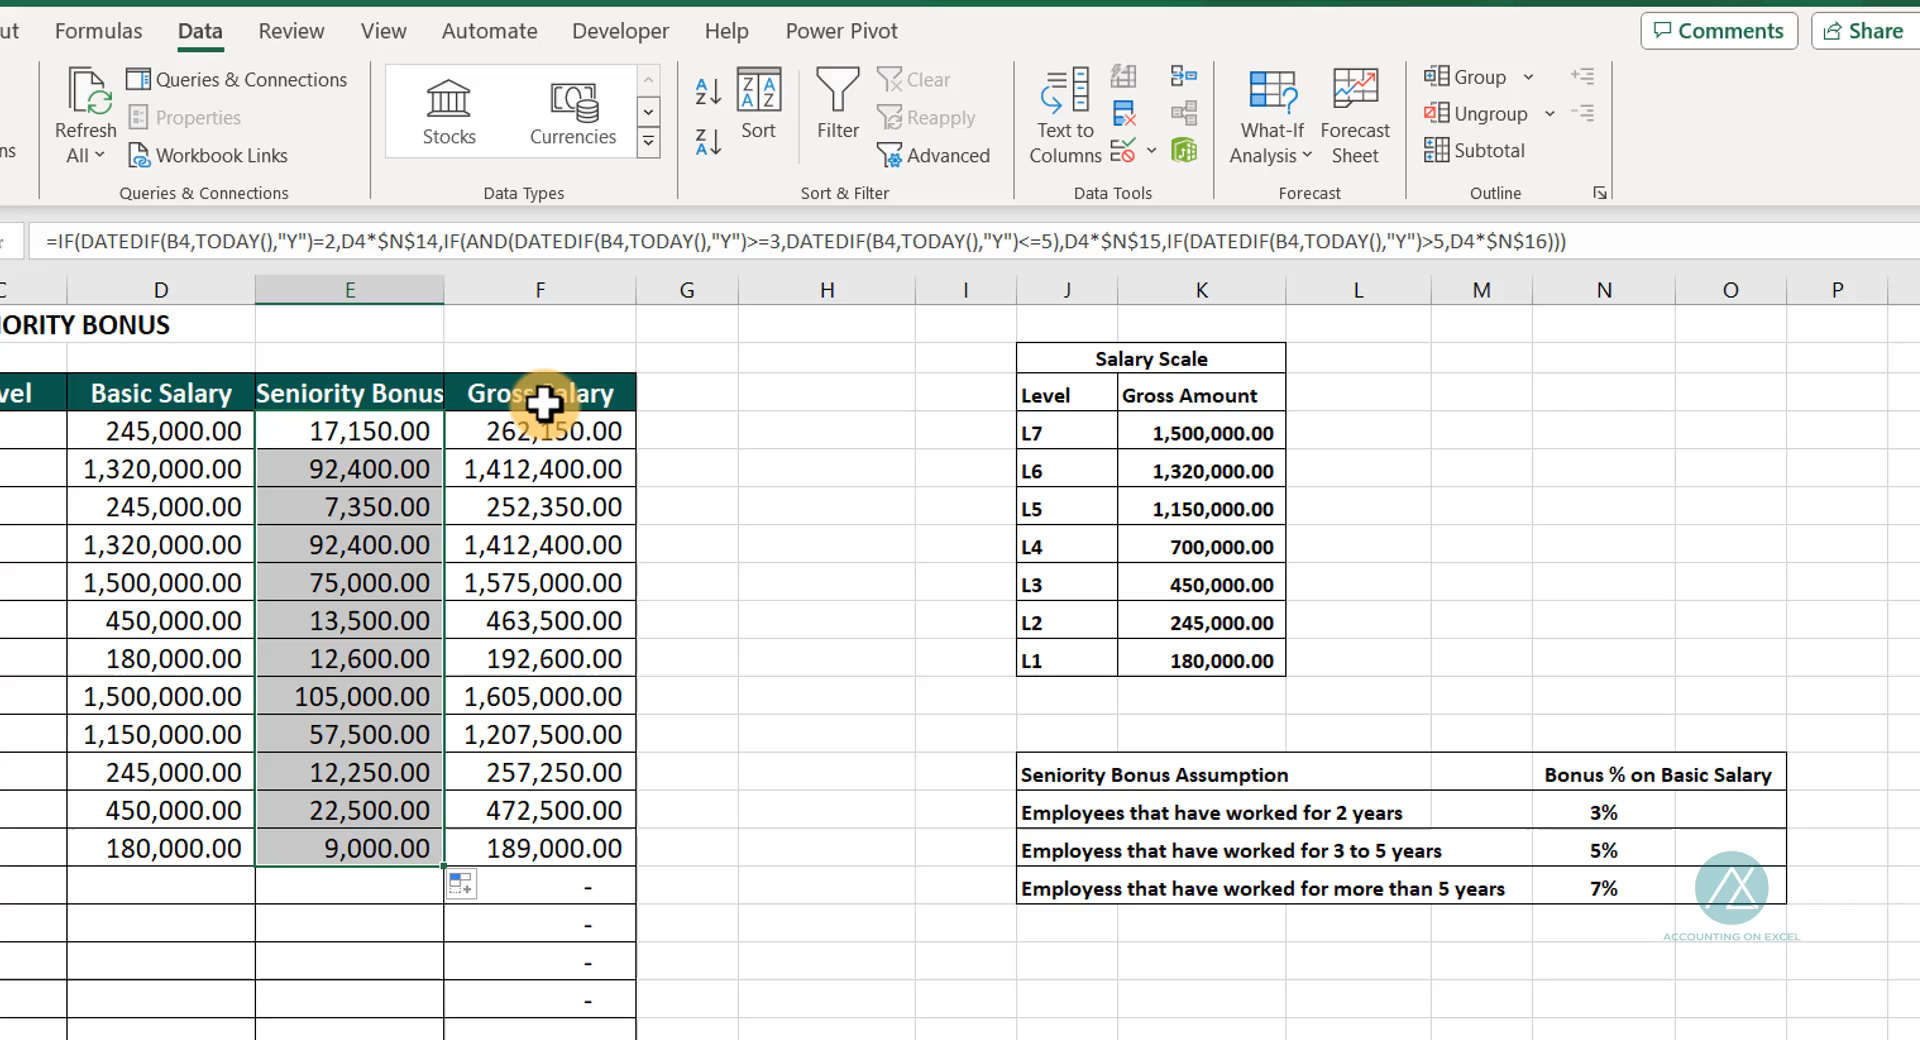 ut Formulas Data Review View Automate Developer Help Power Pivot Comments Share
Refresh All
Queries & Connections
Properties
Workbook Links
ns
Queries & Connections
Stocks Currencies
Data Types
Sort
Filter
Clear
Reapply
Advanced
Sort & Filter
Text to Columns
Data Tools
What-If Analysis
Forecast Sheet
Forecast
Group
Ungroup
Subtotal
Outline
=IF(DATEDIF(B4,TODAY(),"Y")=2,D4*$N$14,IF(AND(DATEDIF(B4,TODAY(),"Y")>=3,DATEDIF(B4,TODAY(),"Y")<=5),D4*$N$15,IF(DATEDIF(B4,TODAY(),"Y")>5,D4*$N$16)))
C D E F G H I J K L M N O P
IORITY BONUS
vel Basic Salary Seniority Bonus Gross Salary
245,000.00 17,150.00 262,150.00
1,320,000.00 92,400.00 1,412,400.00
245,000.00 7,350.00 252,350.00
1,320,000.00 92,400.00 1,412,400.00
1,500,000.00 75,000.00 1,575,000.00
450,000.00 13,500.00 463,500.00
180,000.00 12,600.00 192,600.00
1,500,000.00 105,000.00 1,605,000.00
1,150,000.00 57,500.00 1,207,500.00
245,000.00 12,250.00 257,250.00
450,000.00 22,500.00 472,500.00
180,000.00 9,000.00 189,000.00
-
-
-
-
Salary Scale
Level Gross Amount
L7 1,500,000.00
L6 1,320,000.00
L5 1,150,000.00
L4 700,000.00
L3 450,000.00
L2 245,000.00
L1 180,000.00
Seniority Bonus Assumption Bonus % on Basic Salary
Employees that have worked for 2 years 3%
Employess that have worked for 3 to 5 years 5%
Employess that have worked for more than 5 years 7%
ACCOUNTING ON EXCEL